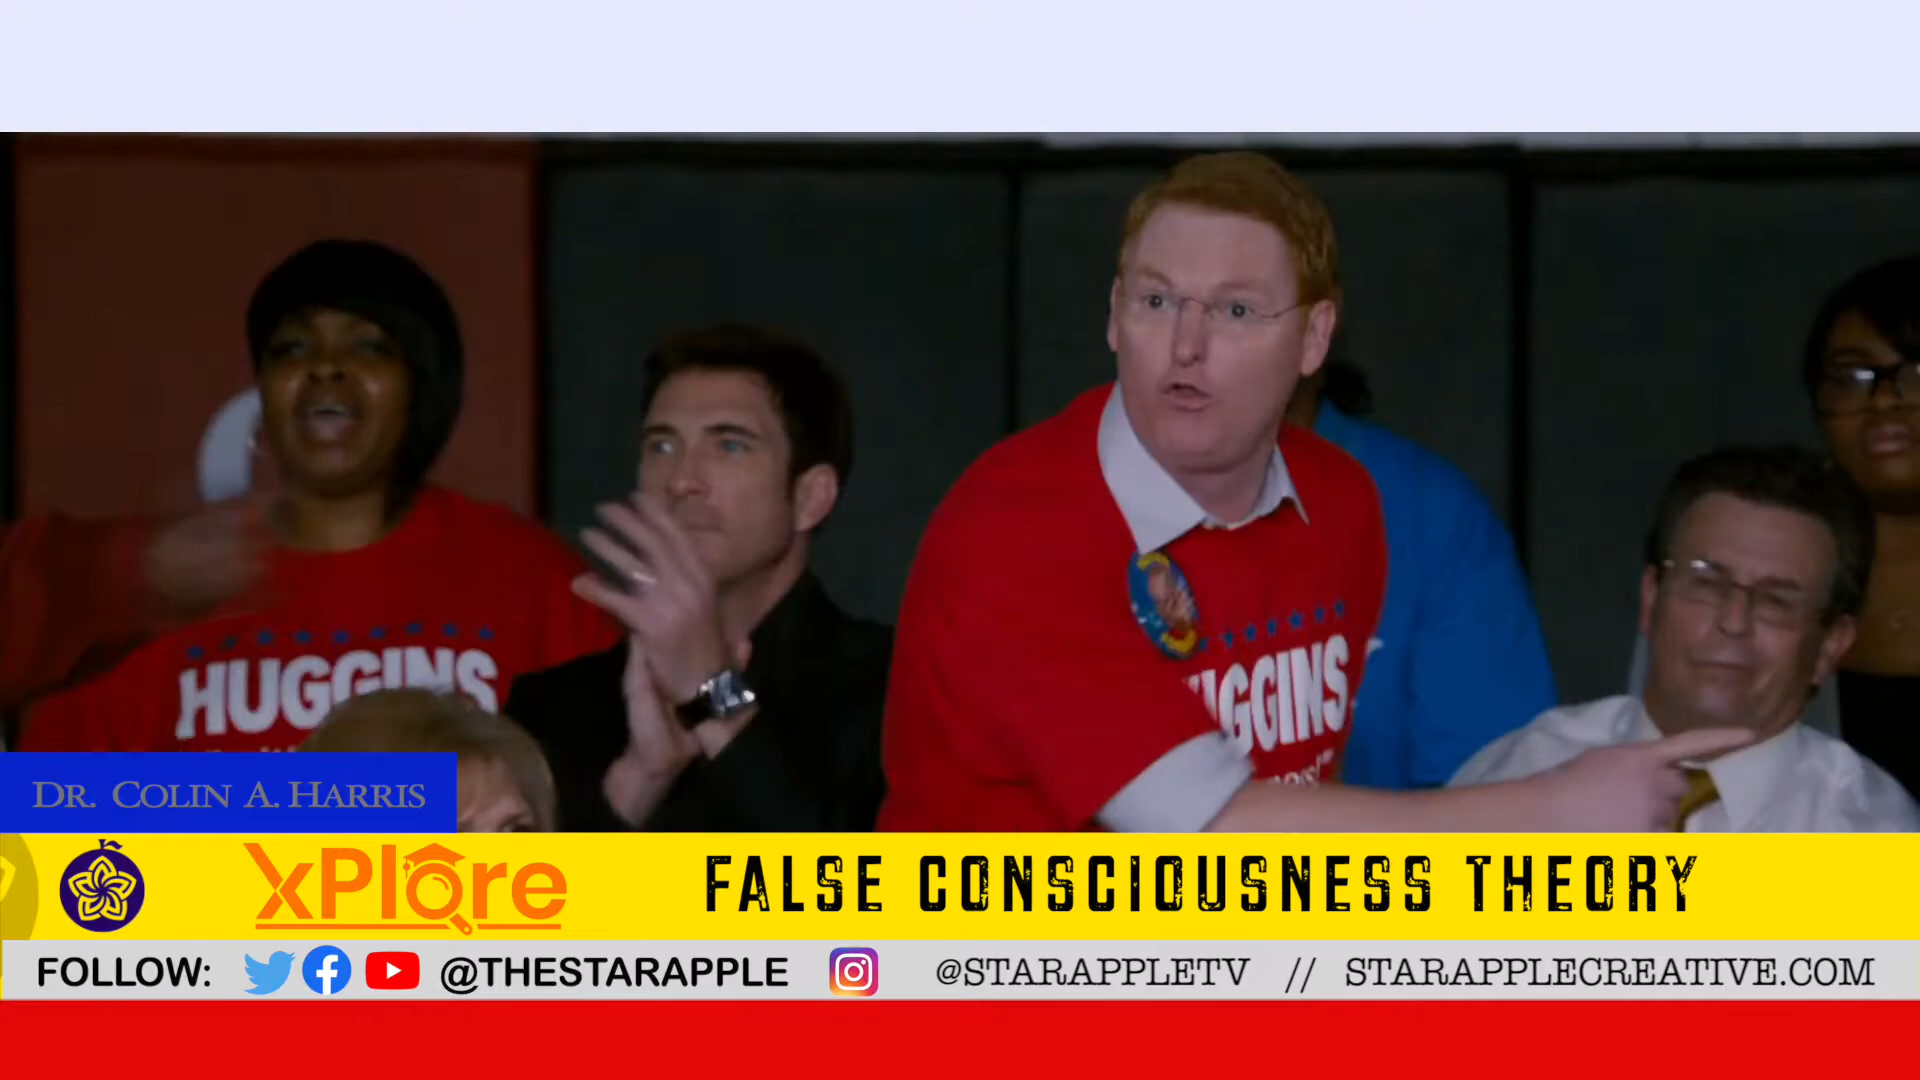 HUGGINS
GGINS
DR. COLIN A. HARRIS
xPlore
FALSE CONSCIOUSNESS THEORY
FOLLOW: @THESTARAPPLE @STARAPPLETV // STARAPPLECREATIVE.COM